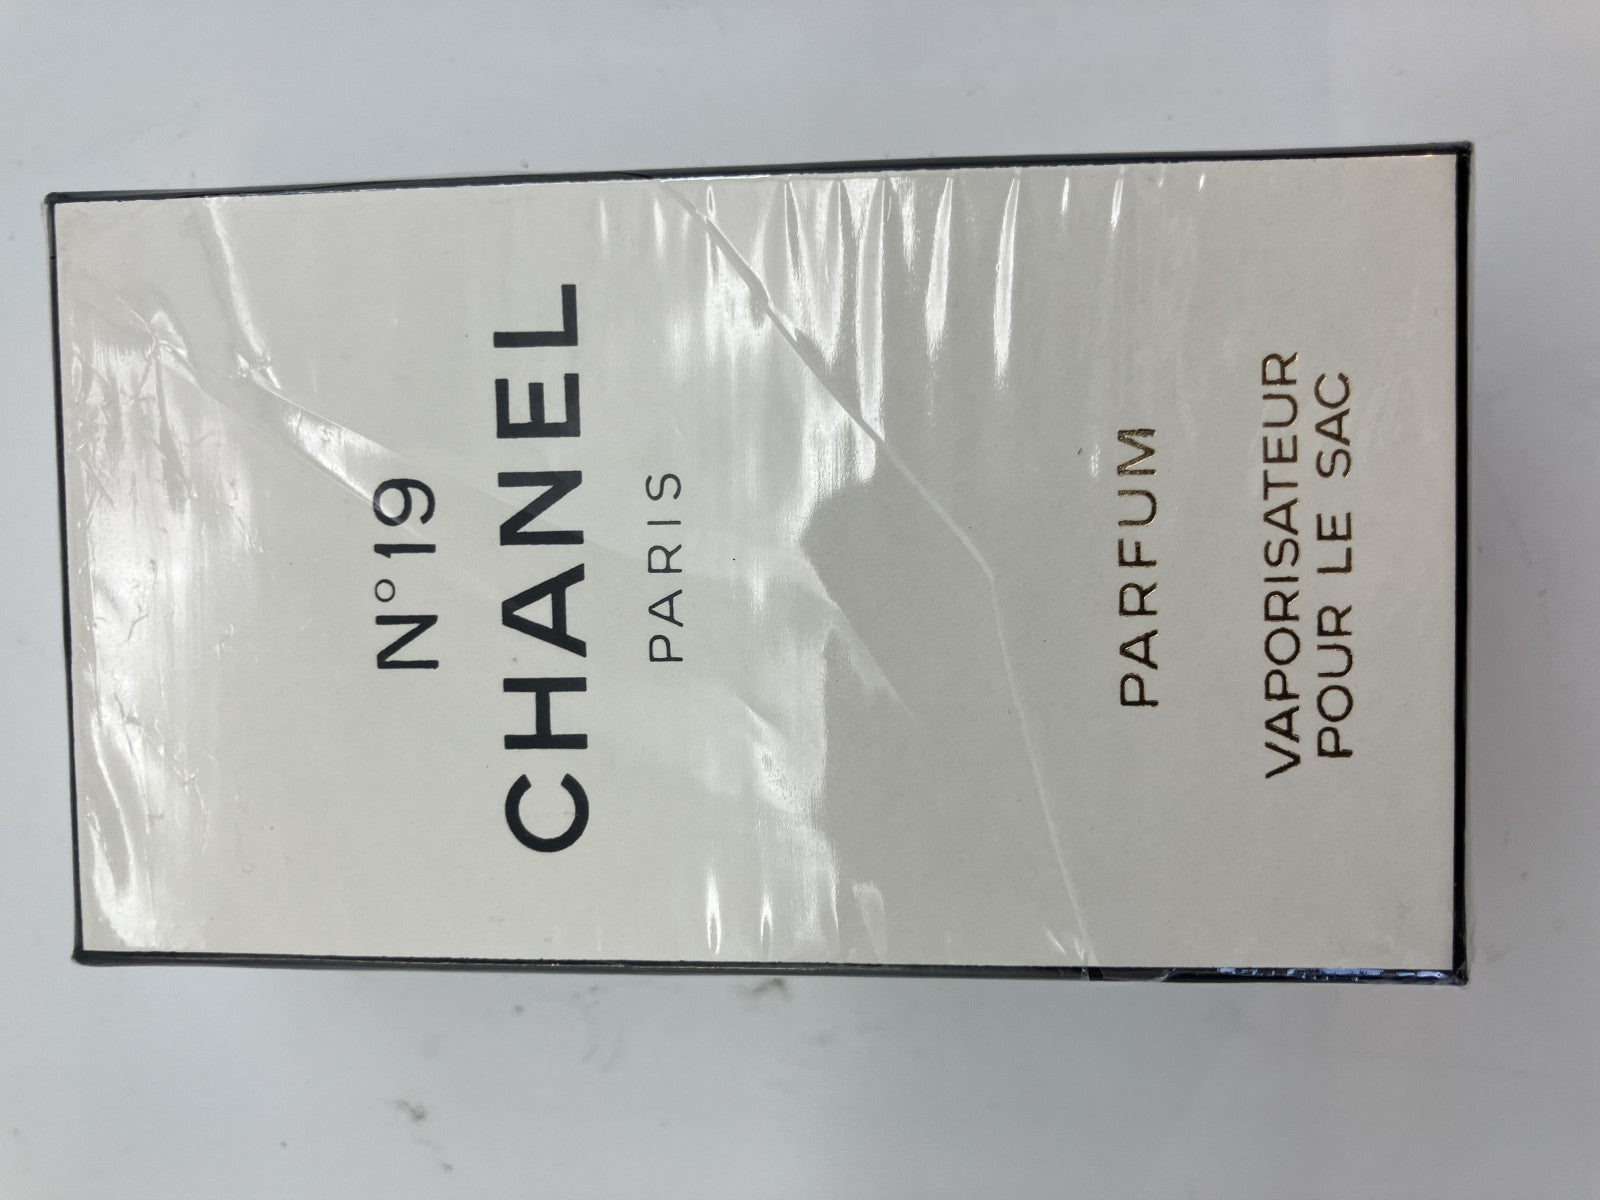 N°19
CHANEL
PARIS
PARFUM
VAPORISATEUR
POUR LE SAC